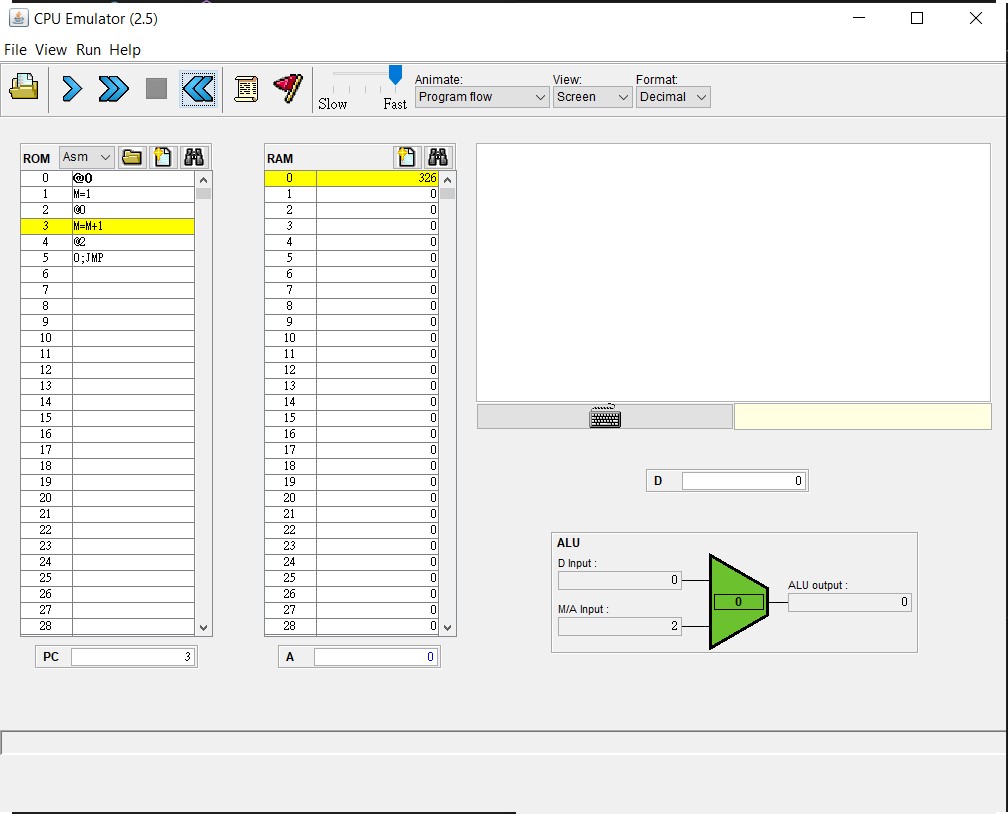 CPU Emulator (2.5)
File View Run Help
Slow Fast
Animate:
Program flow
View:
Screen
Format:
Decimal
ROM Asm
0 @0
1 M=1
2 @0
3 M=M+1
4 @2
5 0;JMP
6
7
8
9
10
11
12
13
14
15
16
17
18
19
20
21
22
23
24
25
26
27
28
PC 3
RAM
0 326
1 0
2 0
3 0
4 0
5 0
6 0
7 0
8 0
9 0
10 0
11 0
12 0
13 0
14 0
15 0
16 0
17 0
18 0
19 0
20 0
21 0
22 0
23 0
24 0
25 0
26 0
27 0
28 0
A 0
D 0
ALU
D Input :
0
M/A Input :
2
0
ALU output :
0